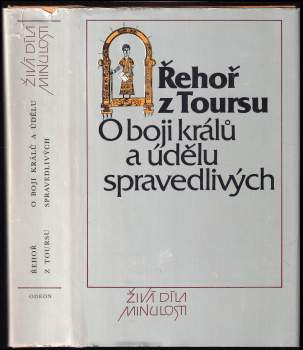 ŽIVÁ DÍLA
MINULOSTI
O BOJI KRÁLŮ A ÚDĚLU
SPRAVEDLIVÝCH
ŘEHOŘ
Z TOURSU
ODEON
Řehoř
z Toursu
O boji králů
a údělu
spravedlivých
ŽIVÁ DÍLA
MINULOSTI